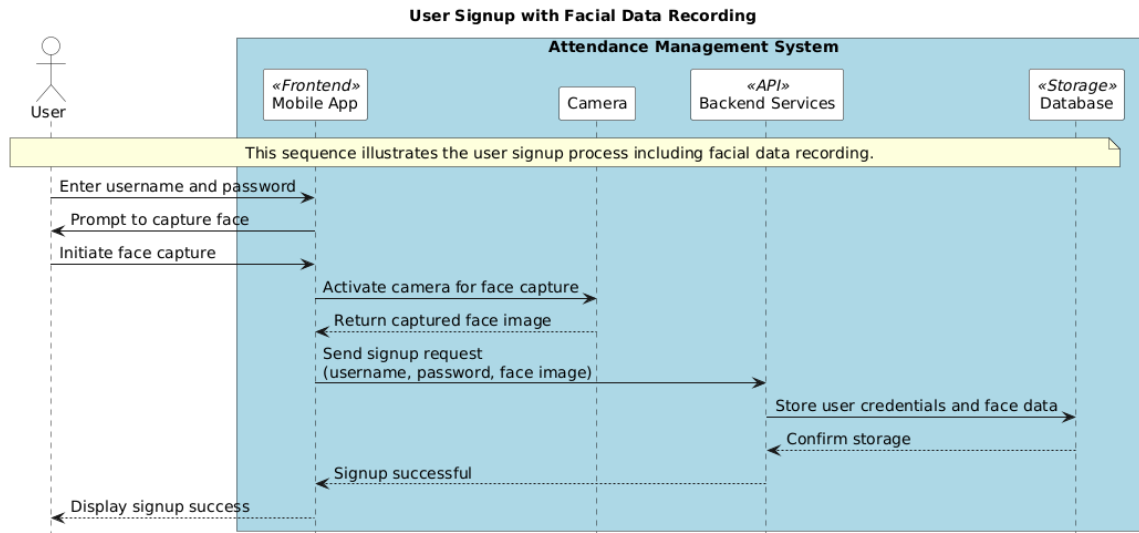 User Signup with Facial Data Recording
Attendance Management System
User
«Frontend»
Mobile App
Camera
«API»
Backend Services
«Storage»
Database
This sequence illustrates the user signup process including facial data recording.
Enter username and password
Prompt to capture face
Initiate face capture
Activate camera for face capture
Return captured face image
Send signup request
(username, password, face image)
Store user credentials and face data
Confirm storage
Signup successful
Display signup success